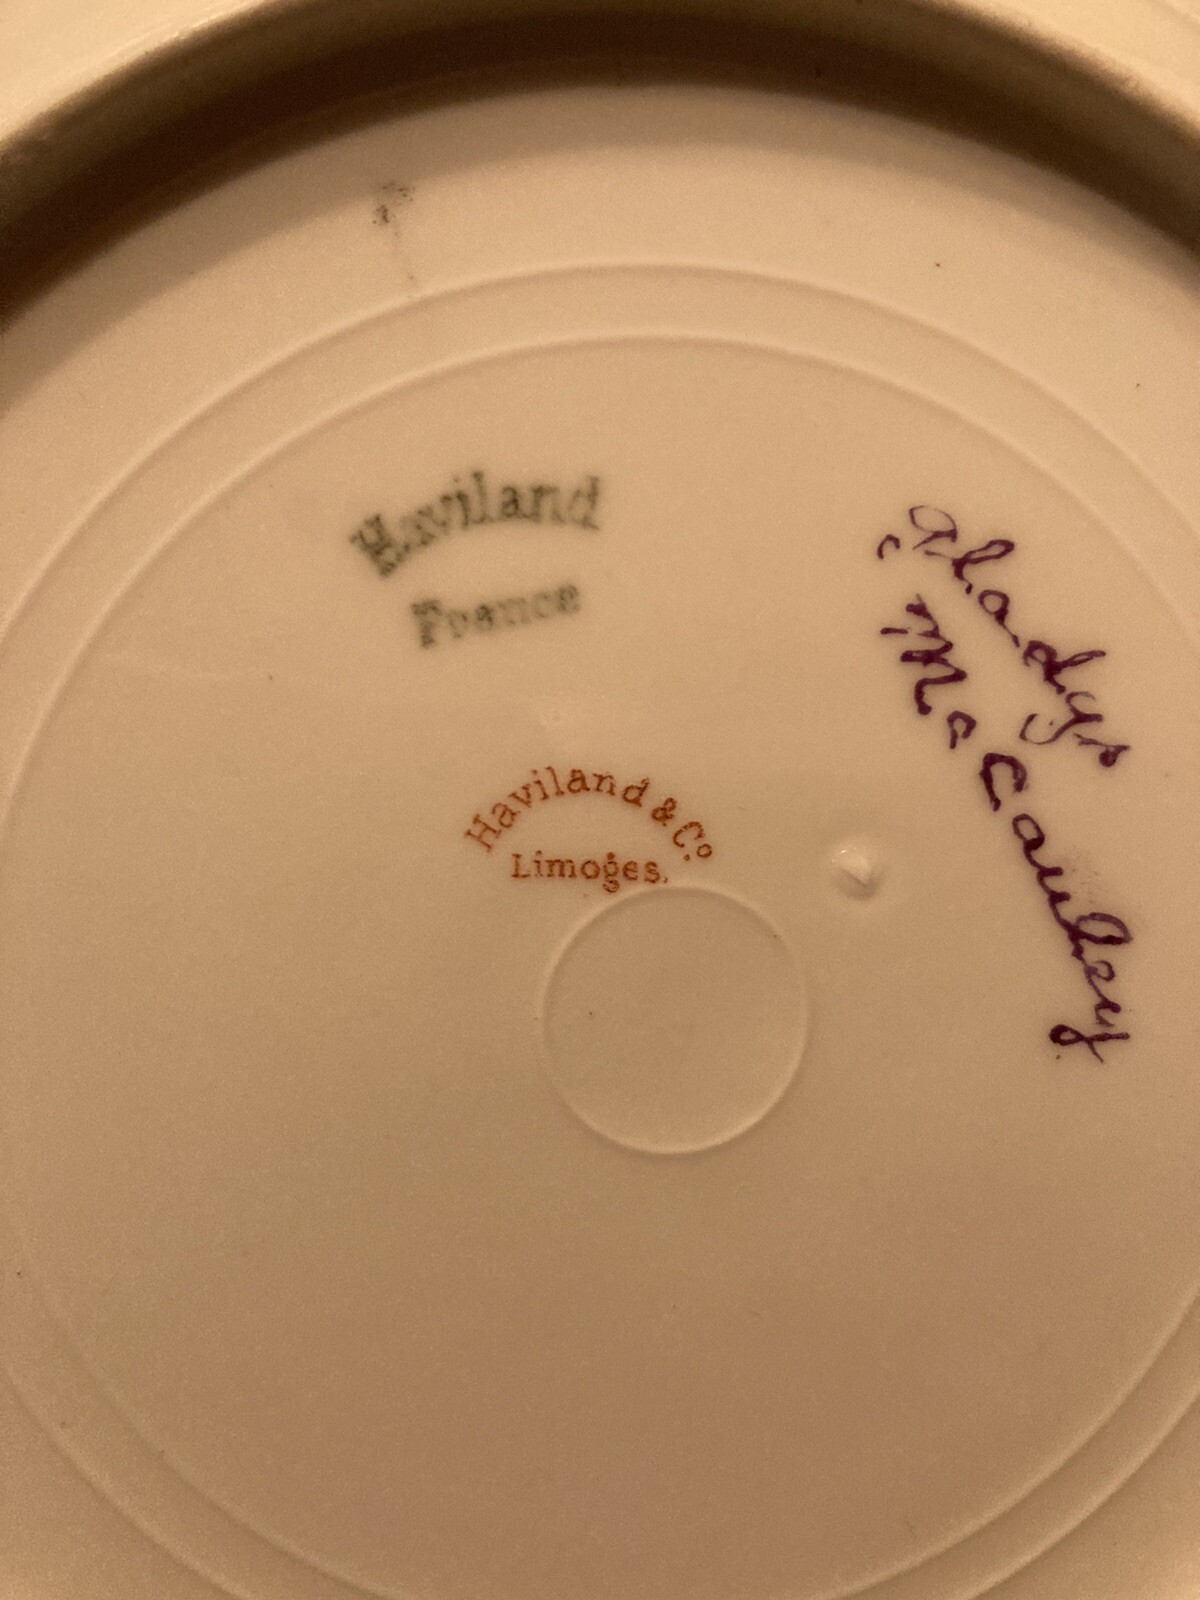 Haviland
France
Haviland & Co.
Limoges.
Gladys
McCauley